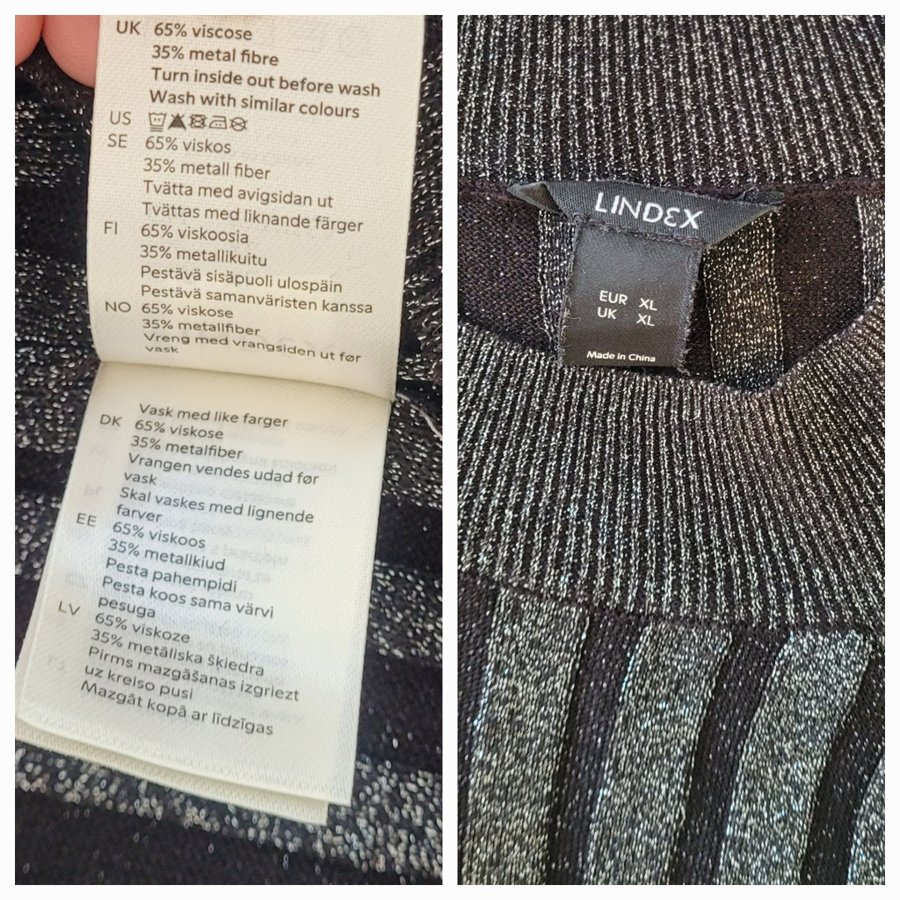 UK 65% viscose
35% metal fibre
Turn inside out before wash
Wash with similar colours
US
SE 65% viskos
35% metall fiber
Tvätta med avigsidan ut
Tvättas med liknande färger
FI 65% viskoosia
35% metallikuitu
Pestävä sisäpuoli ulospäin
Pestävä samanväristen kanssa
NO 65% viskose
35% metallfiber
Vreng med vrangsiden ut før
vask
Vask med like farger
DK 65% viskose
35% metalfiber
Vrangen vendes udad før
vask
Skal vaskes med lignende
farver
EE 65% viskoos
35% metallkiud
Pesta pahempidi
Pesta koos sama värvi
pesuga
LV 65% viskoze
35% metāliska šķiedra
Pirms mazgāšanas izgriezt
uz kreiso pusi
Mazgāt kopā ar līdzīgas
LINDEX
EUR XL
UK XL
Made in China